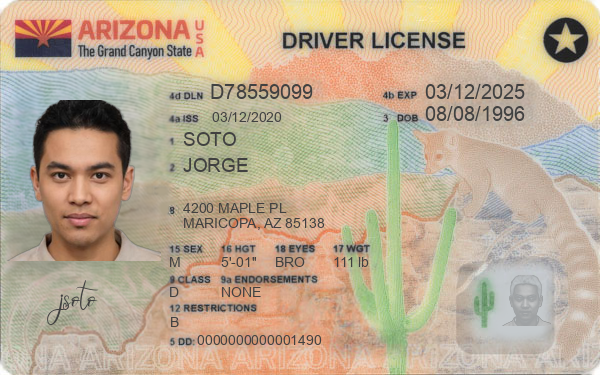 ARIZONA USA
The Grand Canyon State
DRIVER LICENSE
4d DLN D78559099
4b EXP 03/12/2025
4a ISS 03/12/2020
3 DOB 08/08/1996
1 SOTO
2 JORGE
8 4200 MAPLE PL
MARICOPA, AZ 85138
15 SEX 16 HGT 18 EYES 17 WGT
M 5'-01" BRO 111 lb
9 CLASS 9a ENDORSEMENTS
D NONE
12 RESTRICTIONS
B
jsoto
5 DD: 0000000000001490
ARIZONA ARIZONA ARIZONA ARIZONA